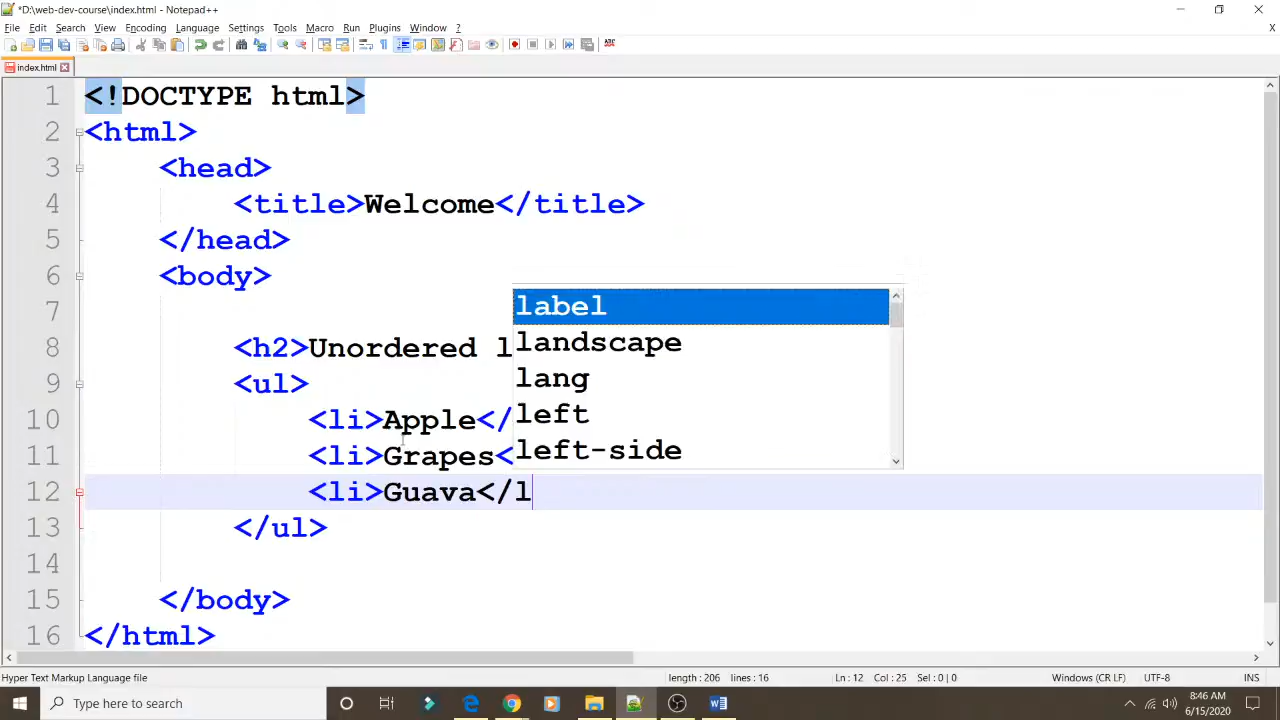 *D:\web-dev-course\index.html - Notepad++
File Edit Search View Encoding Language Settings Tools Macro Run Plugins Window ? X
ABC
index.html
1 <!DOCTYPE html>
2 <html>
3 <head>
4 <title>Welcome</title>
5 </head>
6 <body>
7
8 <h2>Unordered l
9 <ul>
10 <li>Apple</
11 <li>Grapes<
12 <li>Guava</l
13 </ul>
14
15 </body>
16 </html>
label
landscape
lang
left
left-side
Hyper Text Markup Language file length : 206 lines : 16 Ln : 12 Col : 25 Sel : 0 | 0 Windows (CR LF) UTF-8 INS
Type here to search
8:46 AM
6/15/2020